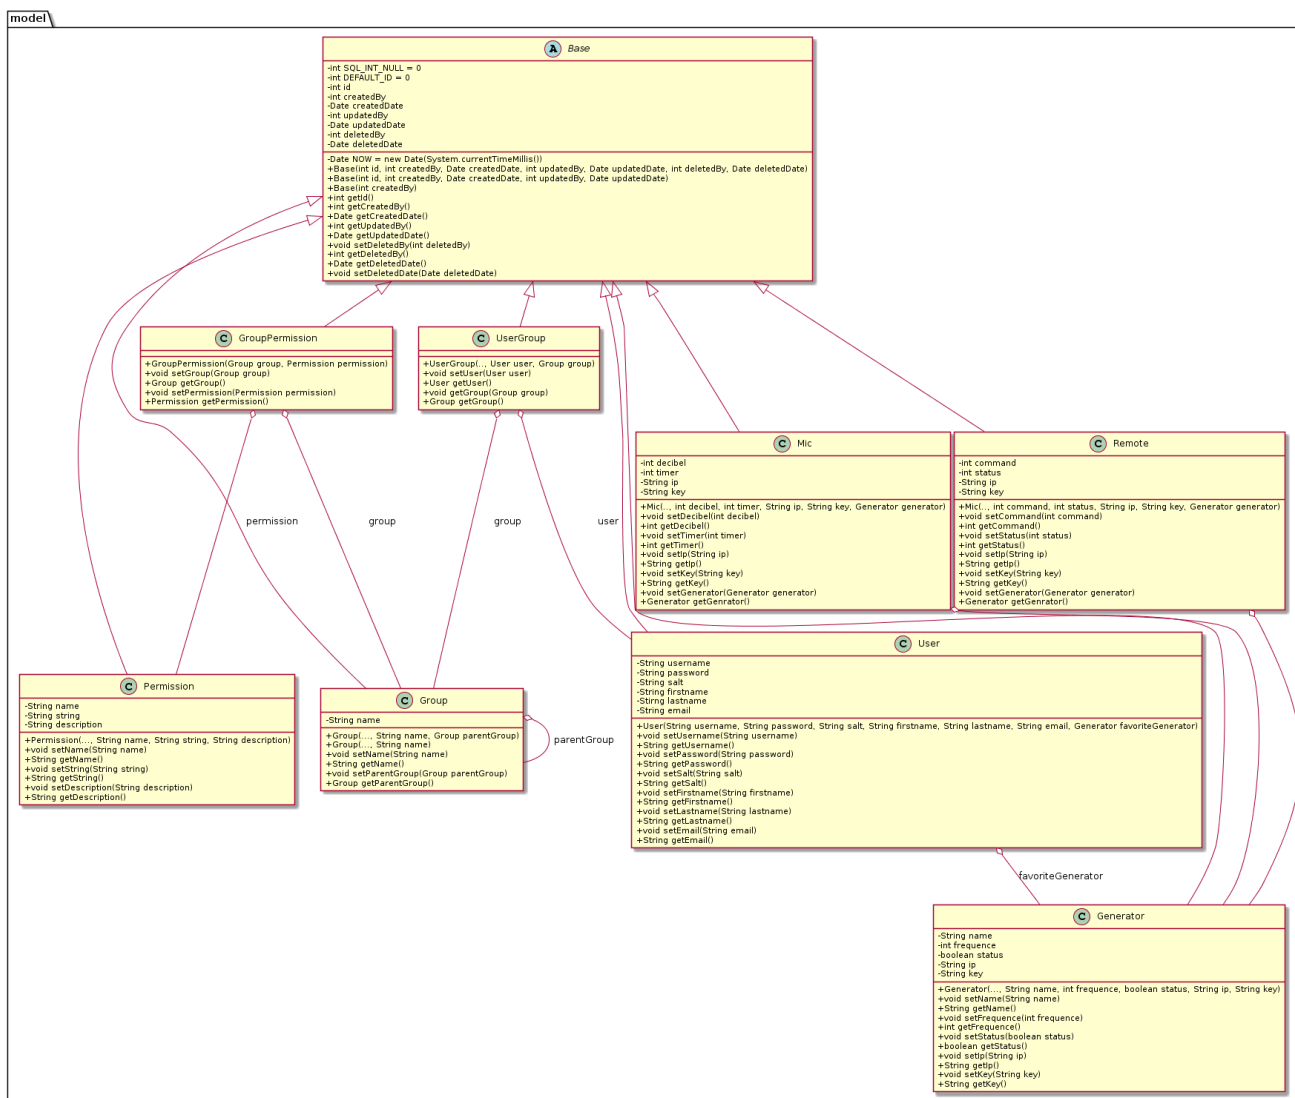 model
A Base
-int SQL_INT_NULL = 0
-int DEFAULT_ID = 0
-int id
-int createdBy
-Date createdDate
-int updatedBy
-Date updatedDate
-int deletedBy
-Date deletedDate
-Date NOW = new Date(System.currentTimeMillis())
+Base(int id, int createdBy, Date createdDate, int updatedBy, Date updatedDate, int deletedBy, Date deletedDate)
+Base(int id, int createdBy, Date createdDate, int updatedBy, Date updatedDate)
+Base(int createdBy)
+int getId()
+int getCreatedBy()
+Date getCreatedDate()
+int getUpdatedBy()
+Date getUpdatedDate()
+void setDeletedBy(int deletedBy)
+int getDeletedBy()
+Date getDeletedDate()
+void setDeletedDate(Date deletedDate)
C GroupPermission
+GroupPermission(Group group, Permission permission)
+void setGroup(Group group)
+Group getGroup()
+void setPermission(Permission permission)
+Permission getPermission()
C UserGroup
+UserGroup(.., User user, Group group)
+void setUser(User user)
+User getUser()
+void getGroup(Group group)
+Group getGroup()
C Mic
-int decibel
-int timer
-String ip
-String key
+Mic(.., int decibel, int timer, String ip, String key, Generator generator)
+void setDecibel(int decibel)
+int getDecibel()
+void setTimer(int timer)
+int getTimer()
+void setIp(String ip)
+String getIp()
+void setKey(String key)
+String getKey()
+void setGenerator(Generator generator)
+Generator getGenrator()
C Remote
-int command
-int status
-String ip
-String key
+Mic(.., int command, int status, String ip, String key, Generator generator)
+void setCommand(int command)
+int getCommand()
+void setStatus(int status)
+int getStatus()
+void setIp(String ip)
+String getIp()
+void setKey(String key)
+String getKey()
+void setGenerator(Generator generator)
+Generator getGenrator()
permission
group
group
user
C Permission
-String name
-String string
-String description
+Permission(..., String name, String string, String description)
+void setName(String name)
+String getName()
+void setString(String string)
+String getString()
+void setDescription(String description)
+String getDescription()
C Group
-String name
+Group(..., String name, Group parentGroup)
+Group(..., String name)
+void setName(String name)
+String getName()
+void setParentGroup(Group parentGroup)
+Group getParentGroup()
parentGroup
C User
-String username
-String password
-String salt
-String firstname
-String lastname
-String email
+User(String username, String password, String salt, String firstname, String lastname, String email, Generator favoriteGenerator)
+void setUsername(String username)
+String getUsername()
+void setPassword(String password)
+String getPassword()
+void setSalt(String salt)
+String getSalt()
+void setFirstname(String firstname)
+String getFirstname()
+void setLastname(String lastname)
+String getLastname()
+void setEmail(String email)
+String getEmail()
favoriteGenerator
C Generator
-String name
-int frequence
-boolean status
-String ip
-String key
+Generator(..., String name, int frequence, boolean status, String ip, String key)
+void setName(String name)
+String getName()
+void setFrequence(int frequence)
+int getFrequence()
+void setStatus(boolean status)
+boolean getStatus()
+void setIp(String ip)
+String getIp()
+void setKey(String key)
+String getKey()